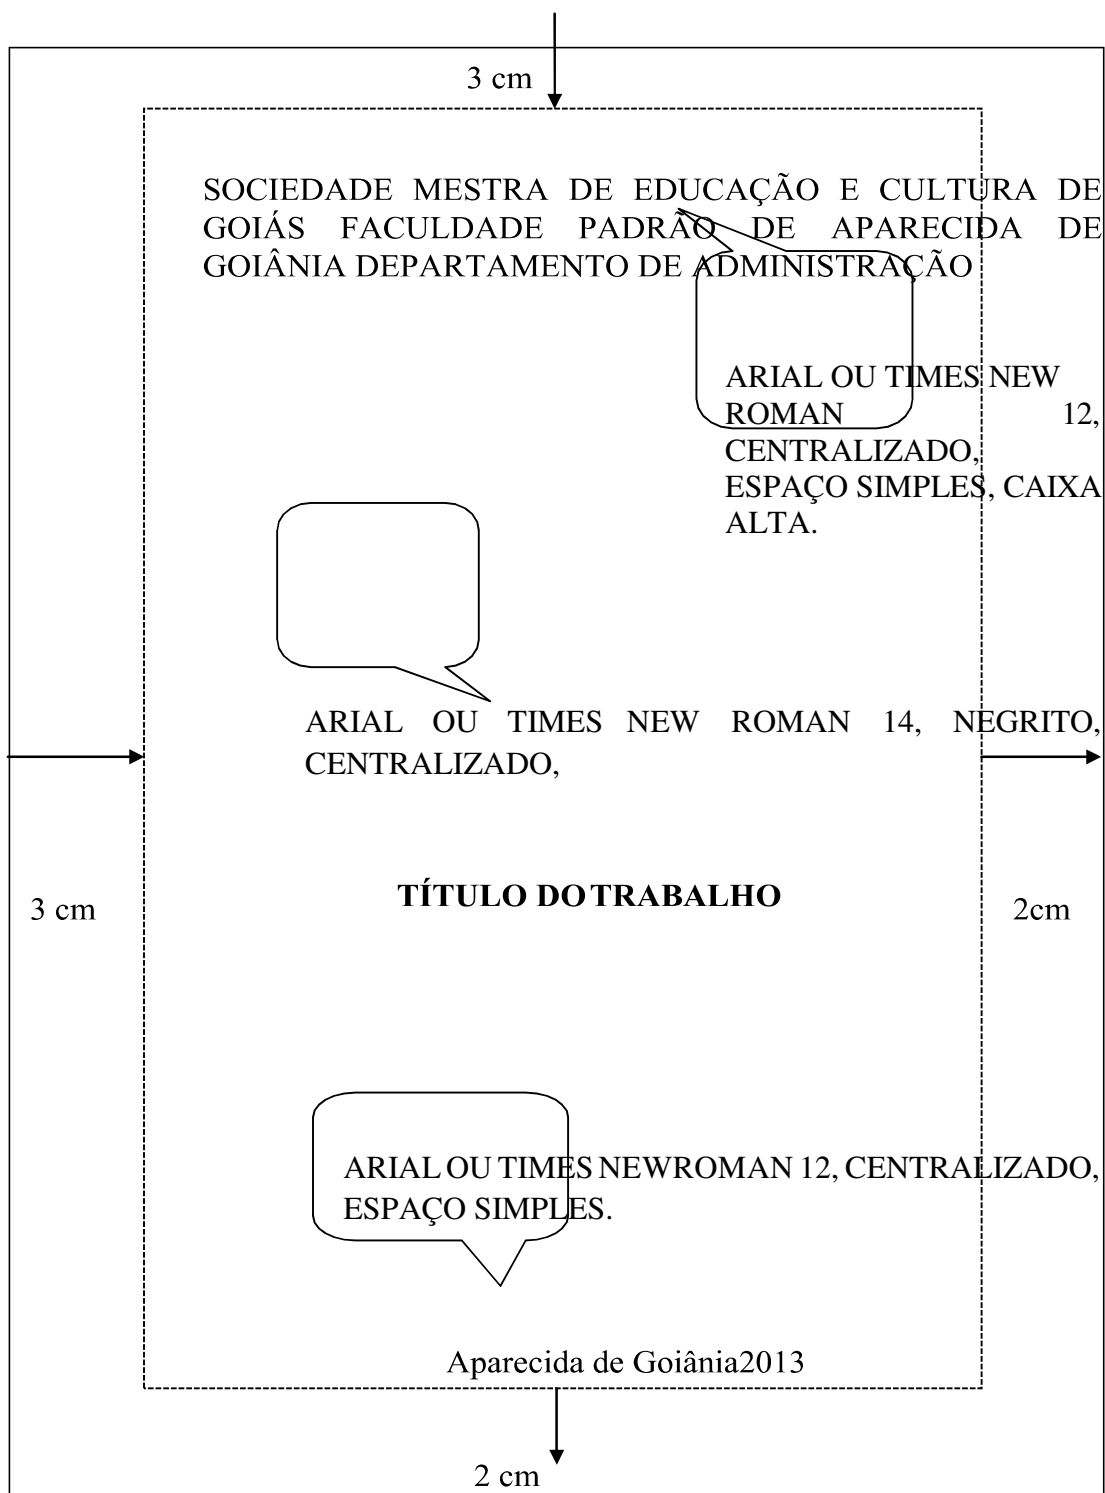 3 cm
SOCIEDADE MESTRA DE EDUCAÇÃO E CULTURA DE
GOIÁS FACULDADE PADRÃO DE APARECIDA DE
GOIÂNIA DEPARTAMENTO DE ADMINISTRAÇÃO
ARIAL OU TIMES NEW
ROMAN 12,
CENTRALIZADO,
ESPAÇO SIMPLES, CAIXA
ALTA.
ARIAL OU TIMES NEW ROMAN 14, NEGRITO,
CENTRALIZADO,
TÍTULO DOTRABALHO
3 cm
2cm
ARIAL OU TIMES NEWROMAN 12, CENTRALIZADO,
ESPAÇO SIMPLES.
Aparecida de Goiânia2013
2 cm